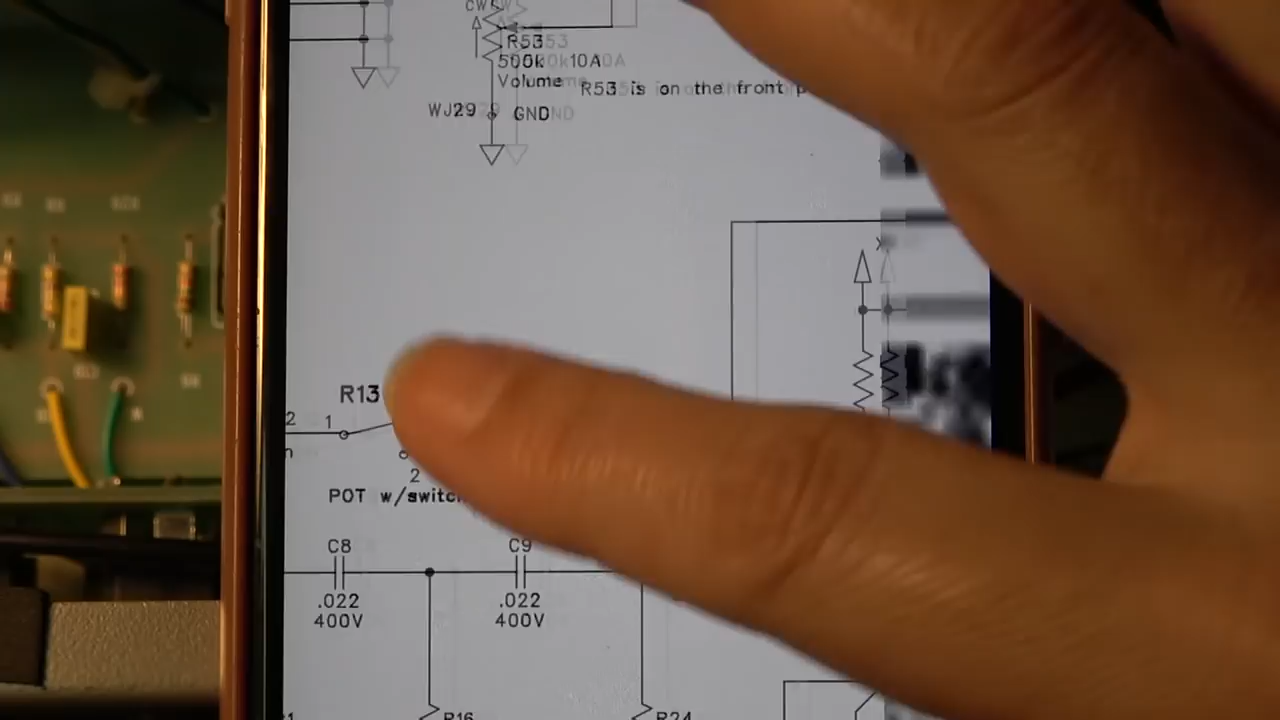 CW
R53
500k 10A
Volume
R53 is on the front
WJ29 GND
R13
2 1
2
POT w/switch
C8 C9
.022 .022
400V 400V
R16 R24